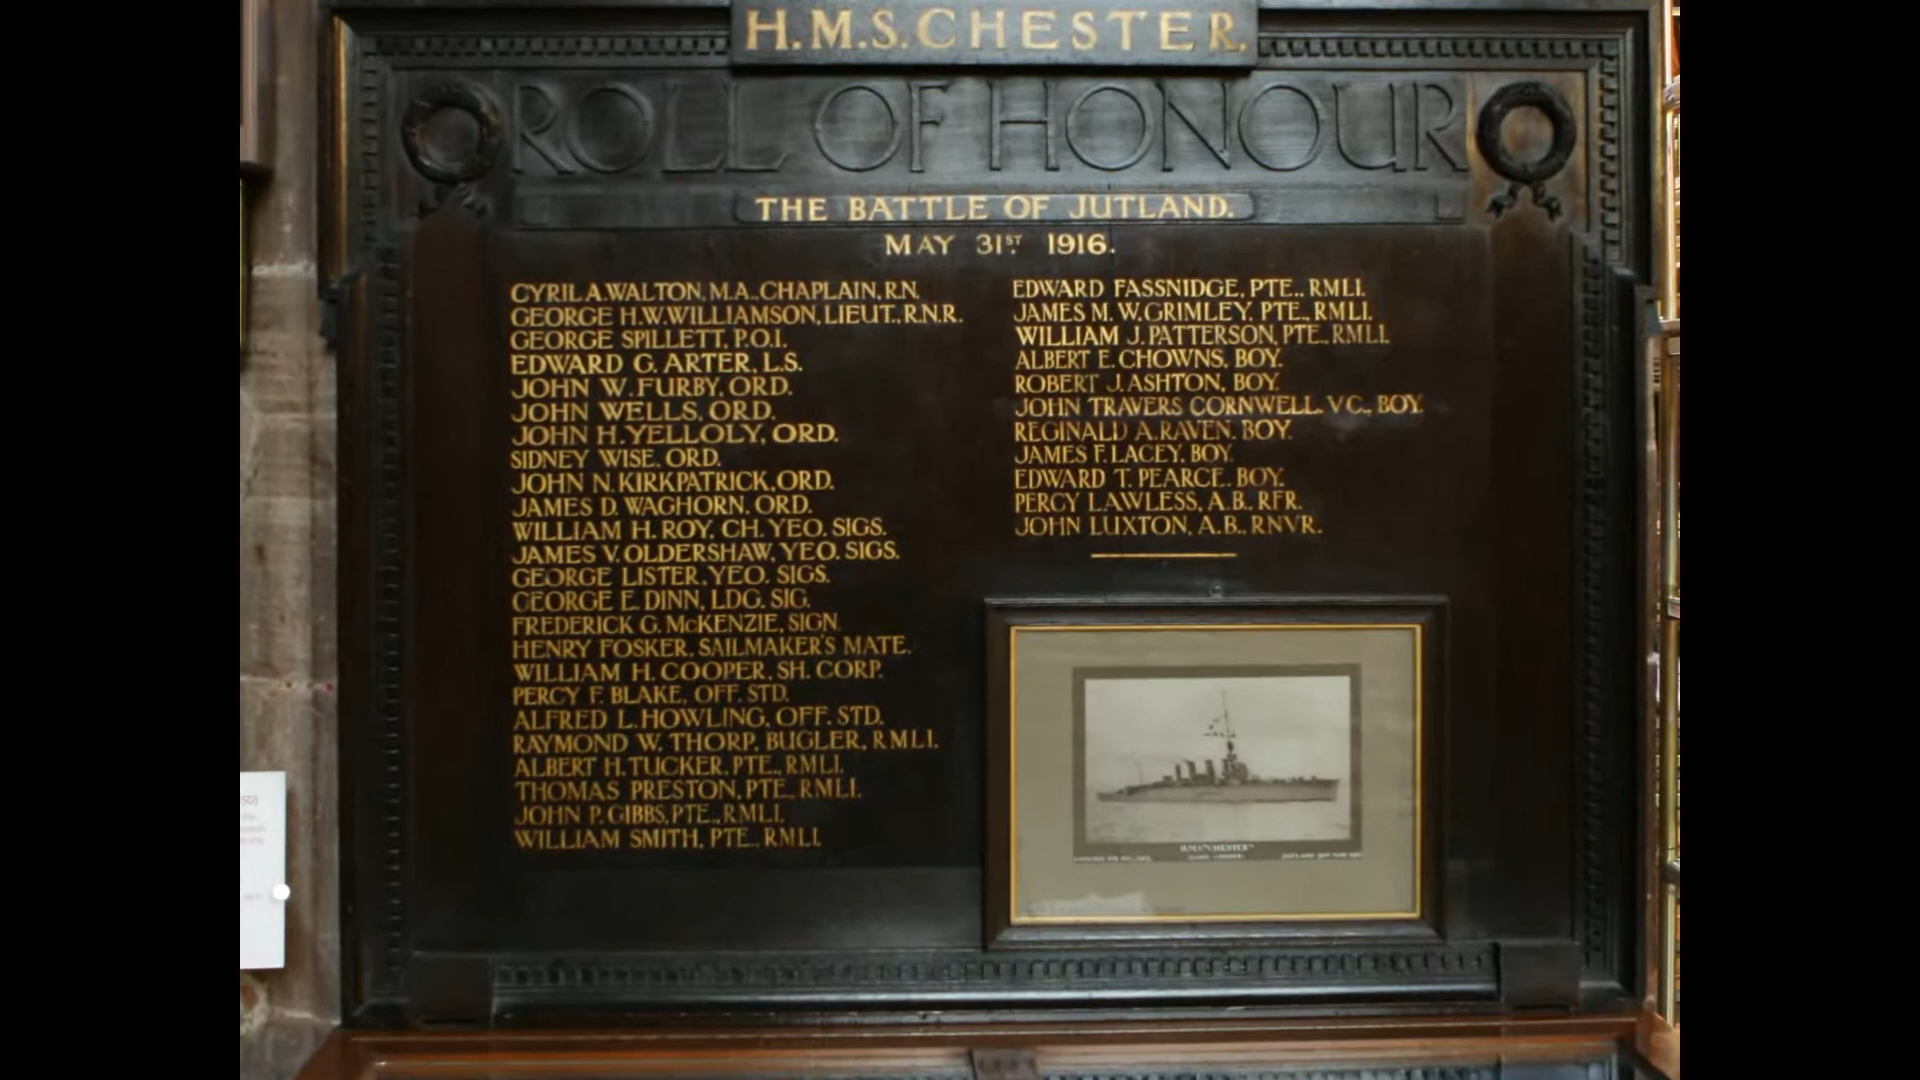 H.M.S. CHESTER.
ROLL OF HONOUR
THE BATTLE OF JUTLAND.
MAY 31ST 1916.
CYRIL A. WALTON, M.A., CHAPLAIN, R.N.
GEORGE H.W. WILLIAMSON, LIEUT., R.N.R.
GEORGE SPILLETT, P.O.I.
EDWARD G. ARTER, L.S.
JOHN W. FURBY, ORD.
JOHN WELLS, ORD.
JOHN H. YELLOLY, ORD.
SIDNEY WISE, ORD.
JOHN N. KIRKPATRICK, ORD.
JAMES D. WAGHORN, ORD.
WILLIAM H. ROY, CH. YEO. SIGS.
JAMES V. OLDERSHAW, YEO. SIGS.
GEORGE LISTER, YEO. SIGS.
GEORGE E. DINN, LDG. SIG.
FREDERICK G. McKENZIE, SIGN.
HENRY FOSKER, SAILMAKER'S MATE.
WILLIAM H. COOPER, SH. CORP.
PERCY F. BLAKE, OFF. STD.
ALFRED L. HOWLING, OFF. STD.
RAYMOND W. THORP, BUGLER, R.M.L.I.
ALBERT H. TUCKER, PTE., R.M.L.I.
THOMAS PRESTON, PTE., R.M.L.I.
JOHN P. GIBBS, PTE., R.M.L.I.
WILLIAM SMITH, PTE., R.M.L.I.
EDWARD FASSNIDGE, PTE., R.M.L.I.
JAMES M. W. GRIMLEY, PTE., R.M.L.I.
WILLIAM J. PATTERSON, PTE., R.M.L.I.
ALBERT E. CHOWNS, BOY.
ROBERT J. ASHTON, BOY.
JOHN TRAVERS CORNWELL, V.C., BOY.
REGINALD A. RAVEN, BOY.
JAMES F. LACEY, BOY.
EDWARD T. PEARCE, BOY.
PERCY LAWLESS, A.B., R.F.R.
JOHN LUXTON, A.B., R.N.V.R.
H.M.S "CHESTER"